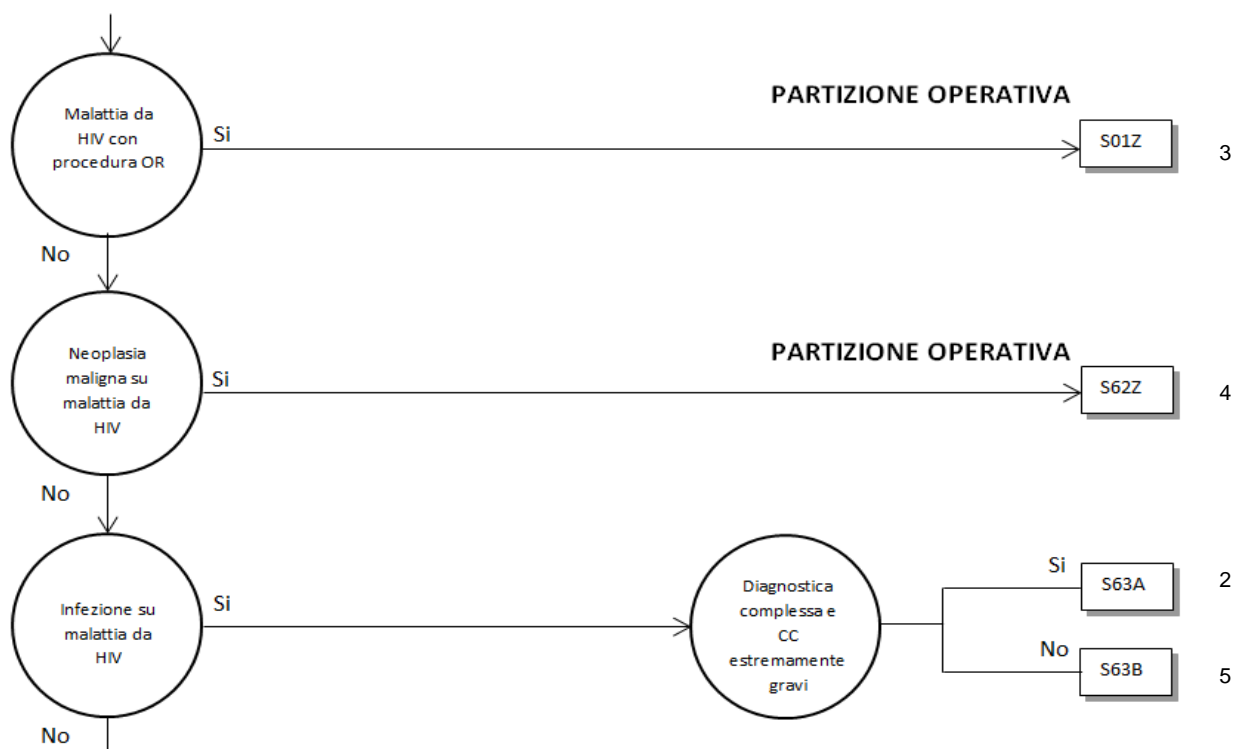 PARTIZIONE OPERATIVA
Malattia da
HIV con
procedura OR
Si
S01Z
3
No
PARTIZIONE OPERATIVA
Neoplasia
maligna su
malattia da
HIV
Si
S62Z
4
No
Infezione su
malattia da
HIV
Si
Diagnostica
complessa e
CC
estremamente
gravi
Si
S63A
2
No
S63B
5
No